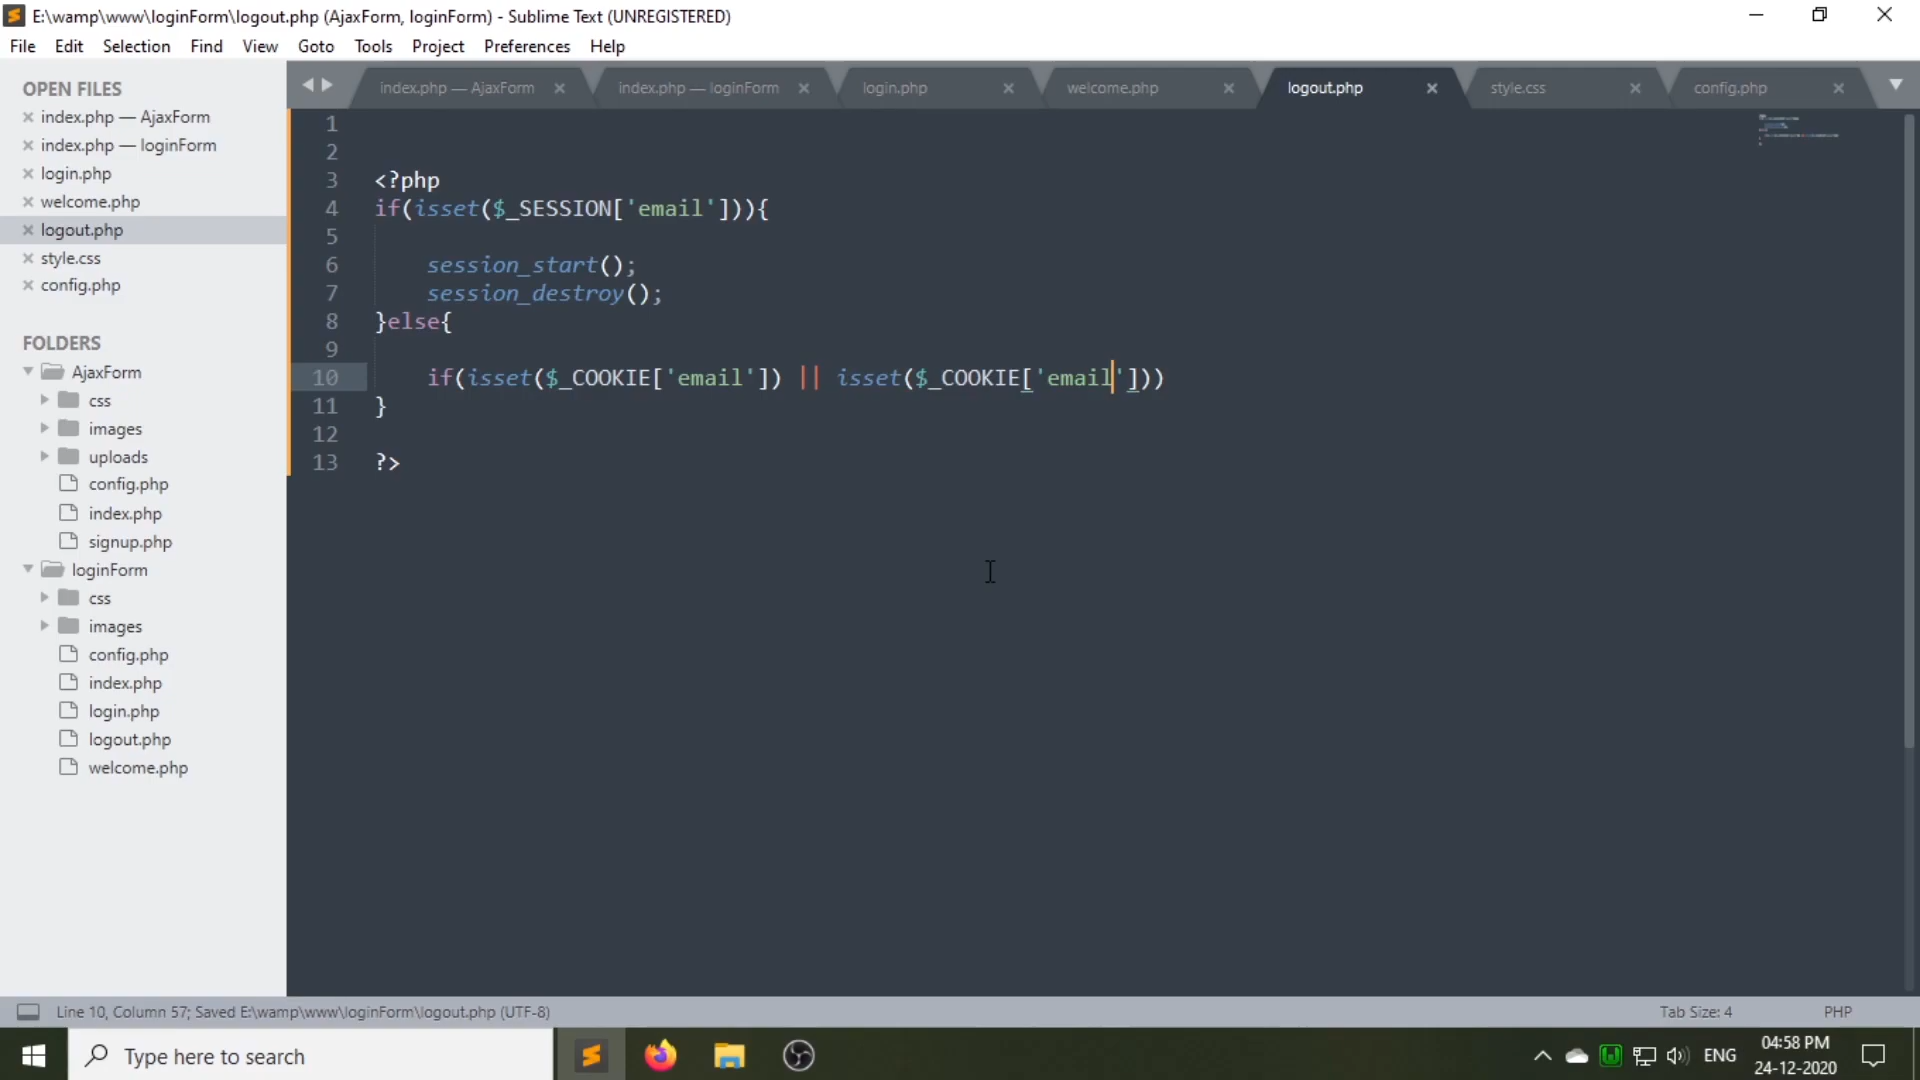 E:\wamp\www\loginForm\logout.php (AjaxForm, loginForm) - Sublime Text (UNREGISTERED)
File Edit Selection Find View Goto Tools Project Preferences Help
OPEN FILES
index.php — AjaxForm
index.php — loginForm
login.php
welcome.php
logout.php
style.css
config.php
FOLDERS
AjaxForm
css
images
uploads
config.php
index.php
signup.php
loginForm
css
images
config.php
index.php
login.php
logout.php
welcome.php
index.php — AjaxForm index.php — loginForm login.php welcome.php logout.php style.css config.php
1
2
3 <?php
4 if(isset($_SESSION['email'])){
5
6 session_start();
7 session_destroy();
8 }else{
9
10 if(isset($_COOKIE['email']) || isset($_COOKIE['email']))
11 }
12
13 ?>
Line 10, Column 57; Saved E:\wamp\www\loginForm\logout.php (UTF-8) Tab Size: 4 PHP
Type here to search ENG 04:58 PM
24-12-2020